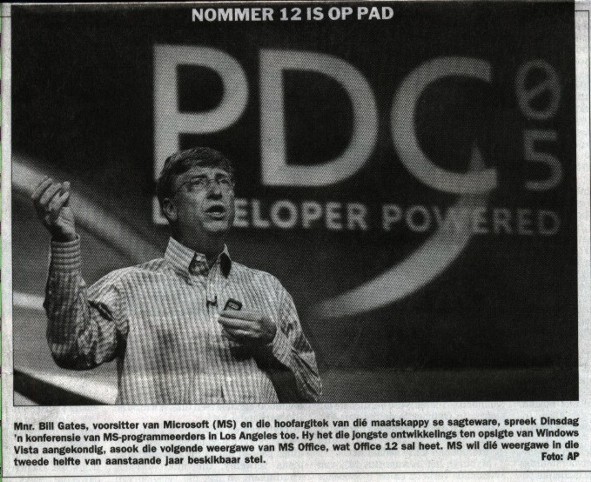 NOMMER 12 IS OP PAD
PDC 05
DEVELOPER POWERED
Mnr. Bill Gates, voorsitter van Microsoft (MS) en die hoofargitek van dié maatskappy se sagteware, spreek Dinsdag
'n konferensie van MS-programmeerders in Los Angeles toe. Hy het die jongste ontwikkelings ten opsigte van Windows
Vista aangekondig, asook die volgende weergawe van MS Office, wat Office 12 sal heet. MS wil dié weergawe in die
tweede helfte van aanstaande jaar beskikbaar stel. Foto: AP